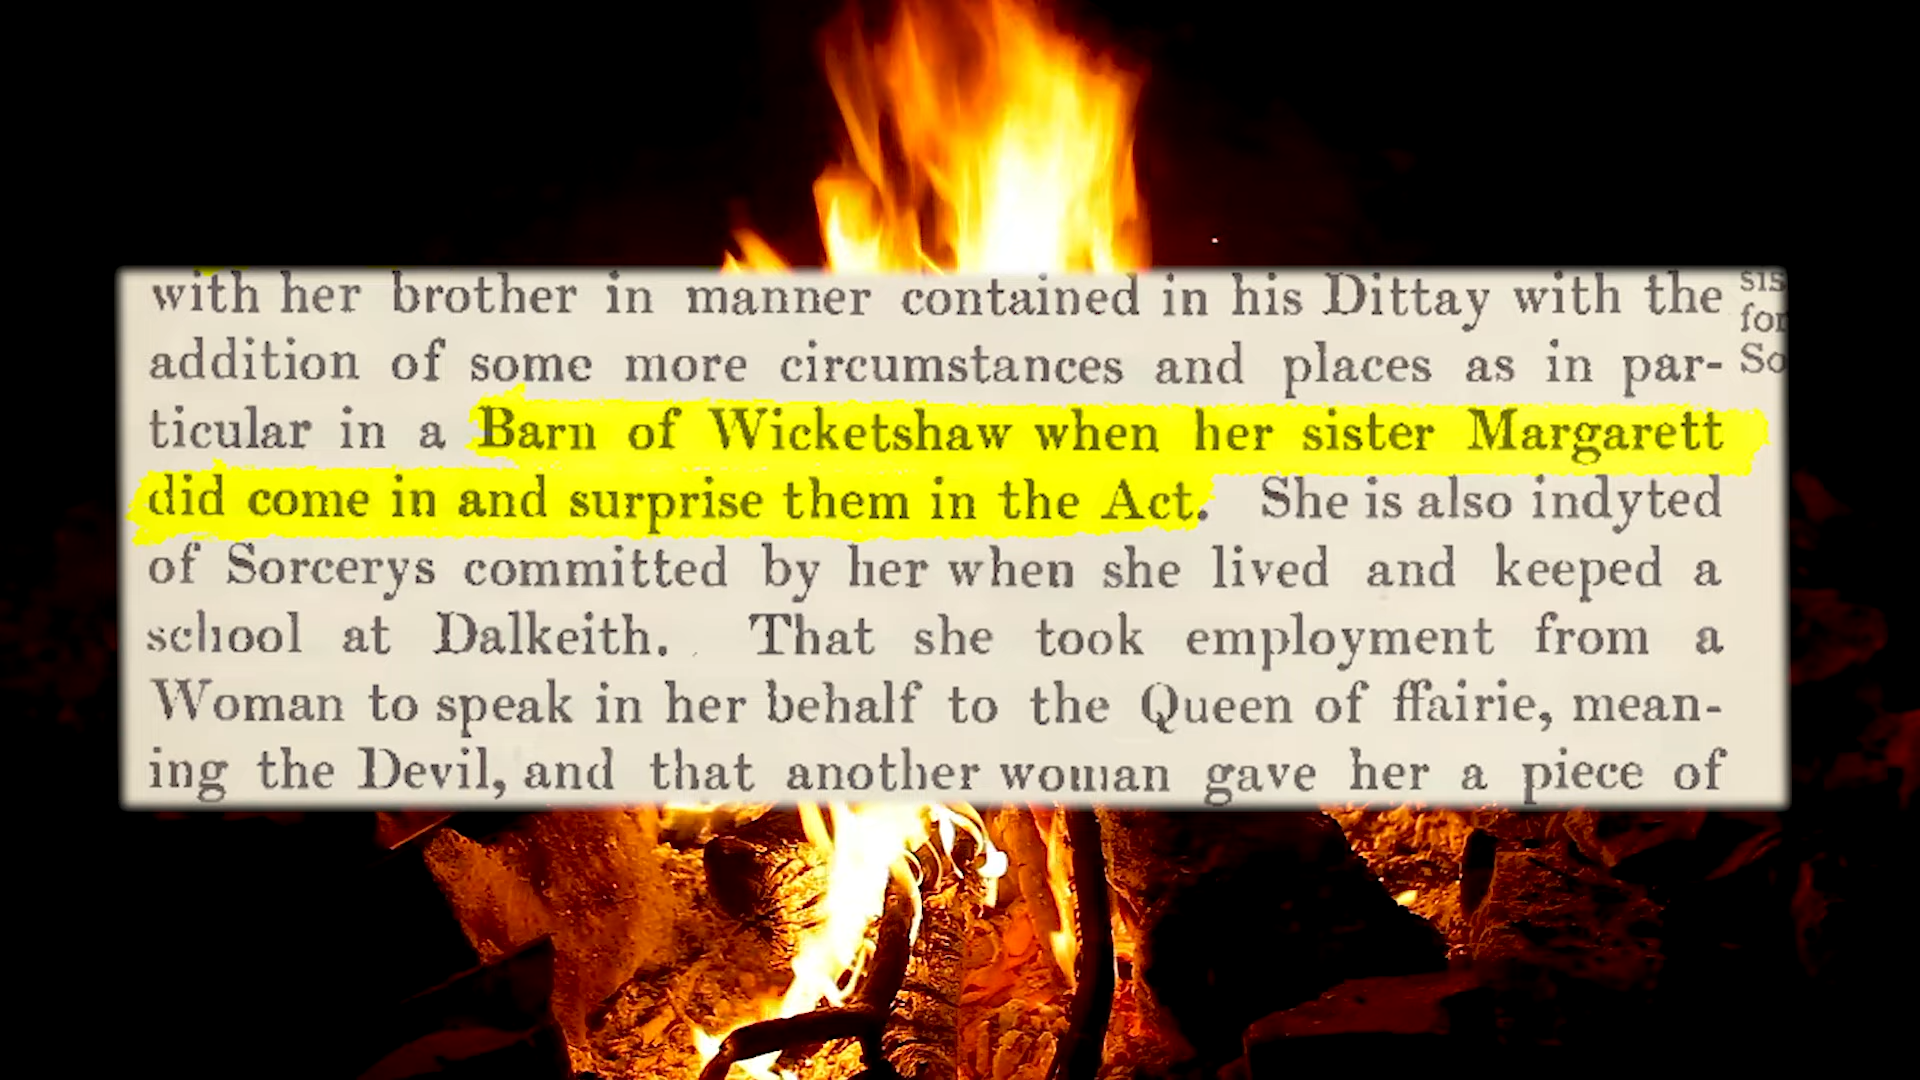 with her brother in manner contained in his Dittay with the
addition of some more circumstances and places as in par-
ticular in a Barn of Wicketshaw when her sister Margarett
did come in and surprise them in the Act. She is also indyted
of Sorcerys committed by her when she lived and keeped a
school at Dalkeith. That she took employment from a
Woman to speak in her behalf to the Queen of ffairie, mean-
ing the Devil, and that another woman gave her a piece of
sis
for
So